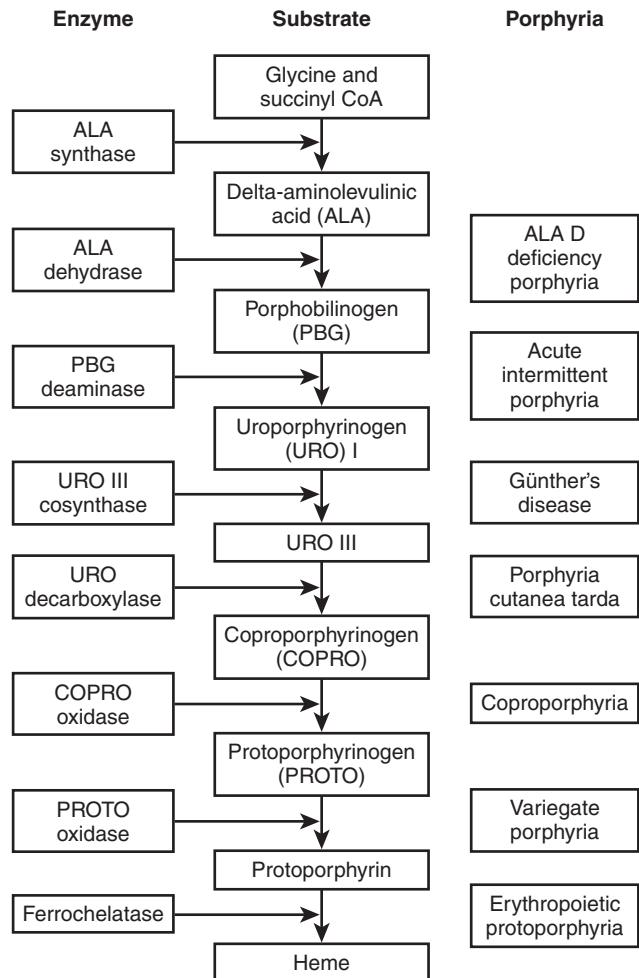 Enzyme
Substrate
Porphyria
Glycine and
succinyl CoA
ALA
synthase
Delta-aminolevulinic
acid (ALA)
ALA
dehydrase
ALA D
deficiency
porphyria
Porphobilinogen
(PBG)
PBG
deaminase
Acute
intermittent
porphyria
Uroporphyrinogen
(URO) I
URO III
cosynthase
Günther's
disease
URO III
URO
decarboxylase
Porphyria
cutanea tarda
Coproporphyrinogen
(COPRO)
COPRO
oxidase
Coproporphyria
Protoporphyrinogen
(PROTO)
PROTO
oxidase
Variegate
porphyria
Protoporphyrin
Ferrochelatase
Erythropoietic
protoporphyria
Heme